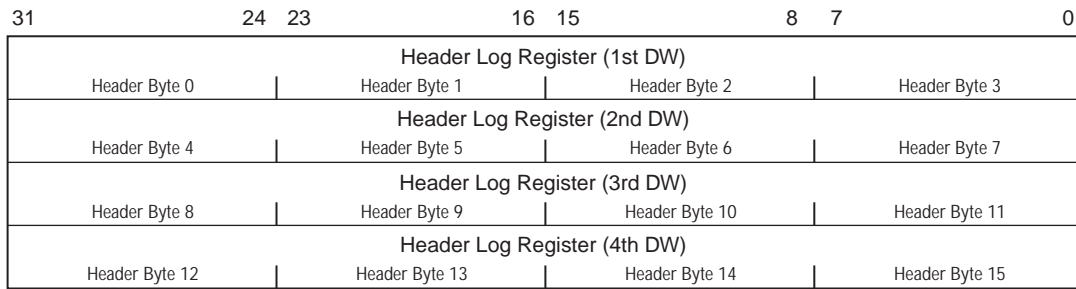 31 24 23 16 15 8 7 0
Header Log Register (1st DW)
Header Byte 0 Header Byte 1 Header Byte 2 Header Byte 3
Header Log Register (2nd DW)
Header Byte 4 Header Byte 5 Header Byte 6 Header Byte 7
Header Log Register (3rd DW)
Header Byte 8 Header Byte 9 Header Byte 10 Header Byte 11
Header Log Register (4th DW)
Header Byte 12 Header Byte 13 Header Byte 14 Header Byte 15